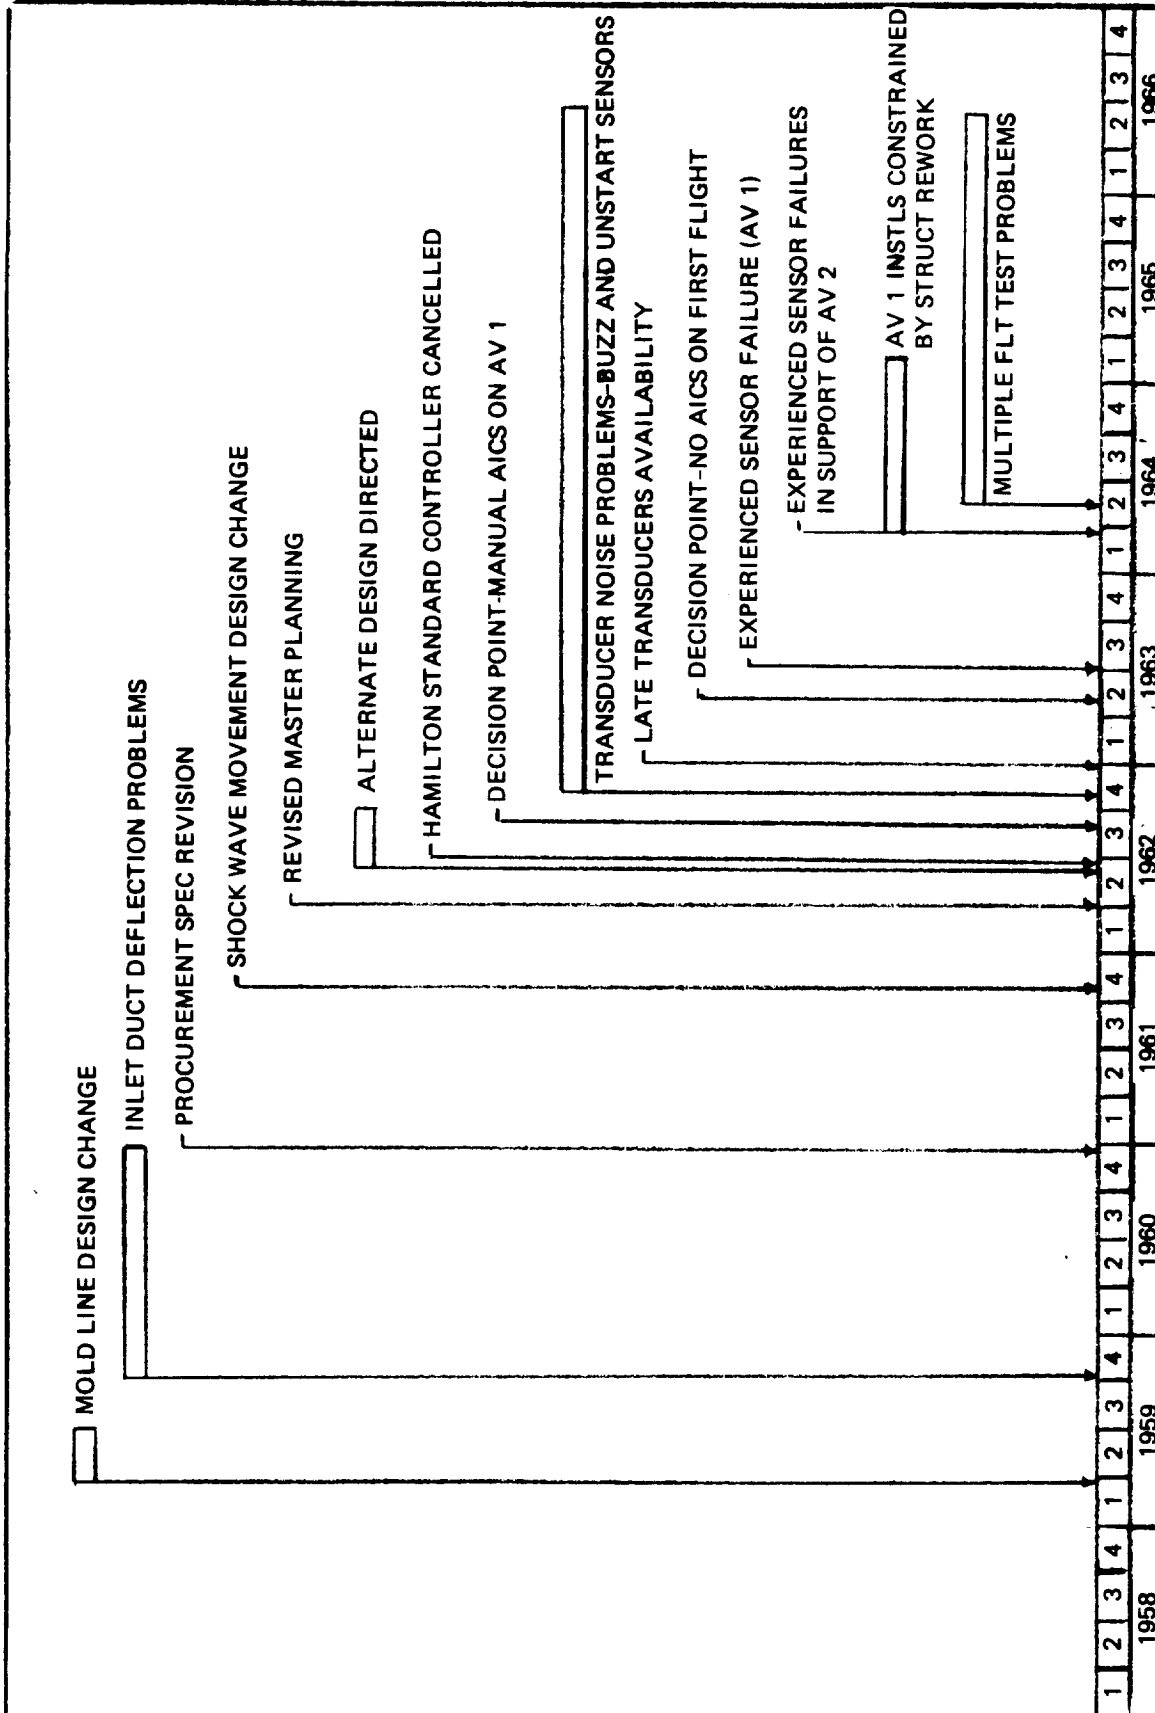 MOLD LINE DESIGN CHANGE
INLET DUCT DEFLECTION PROBLEMS
PROCUREMENT SPEC REVISION
SHOCK WAVE MOVEMENT DESIGN CHANGE
REVISED MASTER PLANNING
ALTERNATE DESIGN DIRECTED
HAMILTON STANDARD CONTROLLER CANCELLED
DECISION POINT-MANUAL AICS ON AV 1
TRANSDUCER NOISE PROBLEMS-BUZZ AND UNSTART SENSORS
LATE TRANSDUCERS AVAILABILITY
DECISION POINT-NO AICS ON FIRST FLIGHT
EXPERIENCED SENSOR FAILURE (AV 1)
EXPERIENCED SENSOR FAILURES
IN SUPPORT OF AV 2
AV 1 INSTLS CONSTRAINED
BY STRUCT REWORK
MULTIPLE FLT TEST PROBLEMS
1 2 3 4 1 2 3 4 1 2 3 4 1 2 3 4 1 2 3 4 1 2 3 4 1 2 3 4 1 2 3 4 1 2 3 4
1958 1959 1960 1961 1962 1963 1964 1965 1966